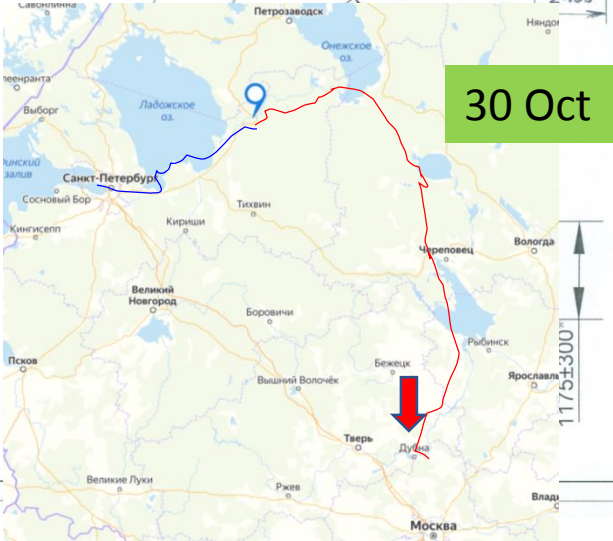 Савонлинна
Петрозаводск
Няндо
Онежское
оз.
пеенранта
Ладожское
оз.
Выборг
30 Oct
Финский
залив
Санкт-Петербург
Сосновый Бор
Тихвин
Кингисепп
Кириши
Вологда
Череповец
Великий
Новгород
Боровичи
Рыбинск
1175±300*
Псков
Бежецк
Вышний Волочёк
Ярославль
Тверь
Дубна
Великие Луки
Ржев
Влад
Москва